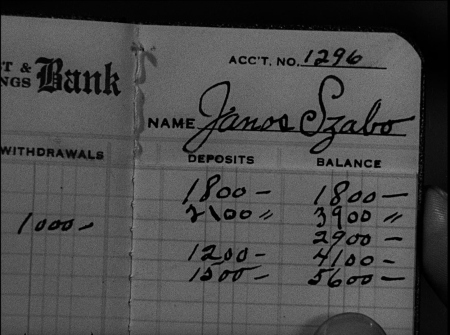 T &
NGS Bank
ACC'T. NO. 1296
NAME Janos Szabo
WITHDRAWALS DEPOSITS BALANCE
1800 — 1800 —
2100 〃 3900 〃
1000 — 2900 —
1200 — 4100 —
1500 — 5600 —